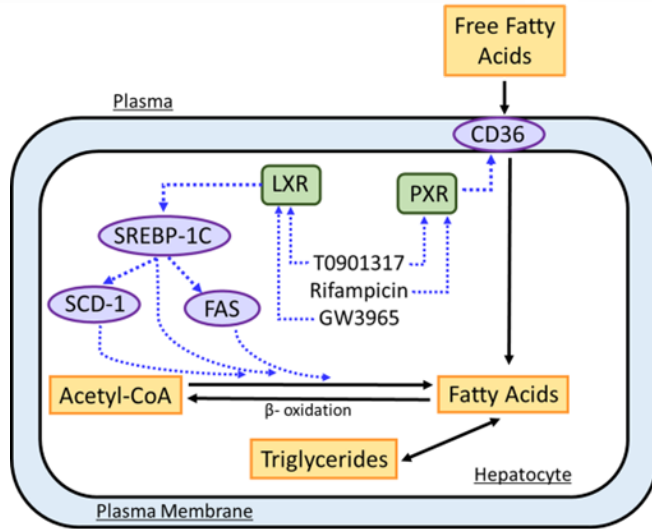 Free Fatty
Acids
Plasma
CD36
LXR
PXR
SREBP-1C
T0901317
Rifampicin
GW3965
SCD-1
FAS
Acetyl-CoA
β- oxidation
Fatty Acids
Triglycerides
Hepatocyte
Plasma Membrane